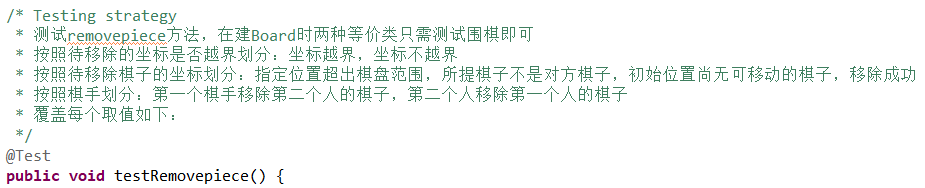 /* Testing strategy
 * 测试removepiece方法，在建Board时两种等价类只需测试围棋即可
 * 按照待移除的坐标是否越界划分：坐标越界，坐标不越界
 * 按照待移除棋子的坐标划分：指定位置超出棋盘范围，所提棋子不是对方棋子，初始位置尚无可移动的棋子，移除成功
 * 按照棋手划分：第一个棋手移除第二个人的棋子，第二个人移除第一个人的棋子
 * 覆盖每个取值如下：
 */
@Test
public void testRemovepiece() {